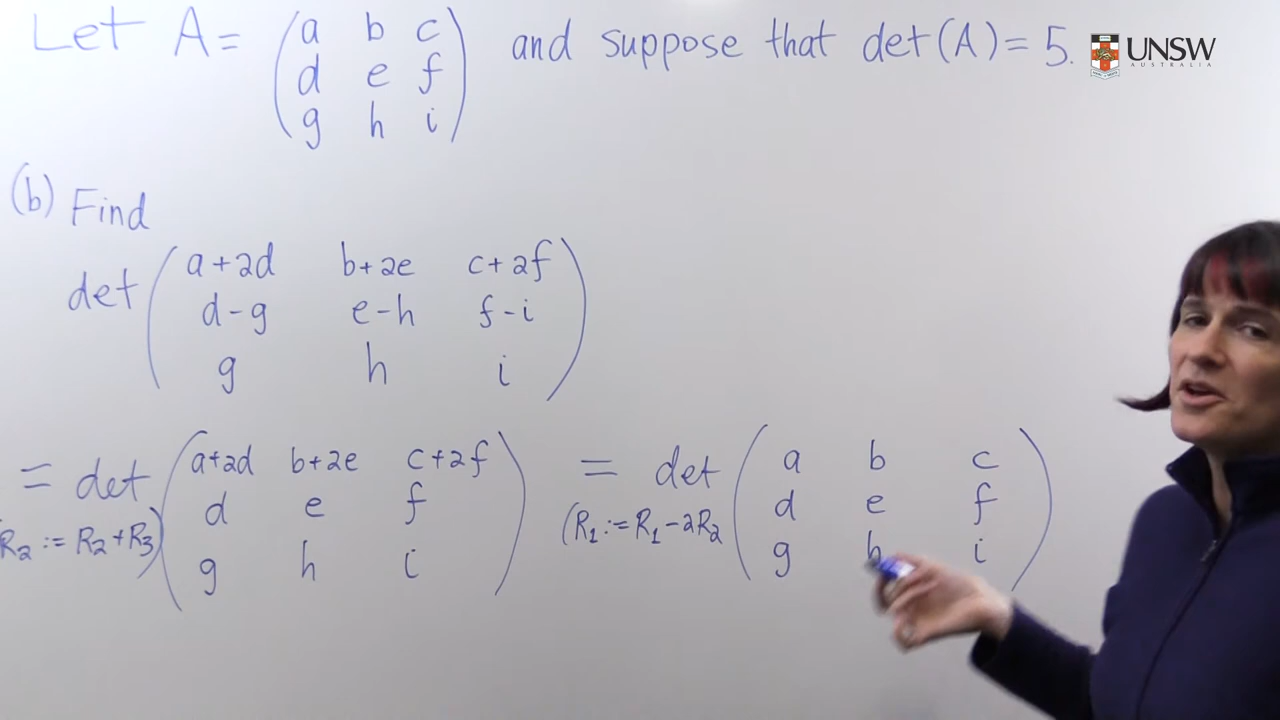 Let A = (a b c
d e f
g h i) and suppose that det(A) = 5.
UNSW
AUSTRALIA
(b) Find
det (a+2d b+2e c+2f
d-g e-h f-i
g h i)
= det (a+2d b+2e c+2f
d e f
g h i)
(R2 := R2+R3)
= det (a b c
d e f
g h i)
(R1 := R1-2R2